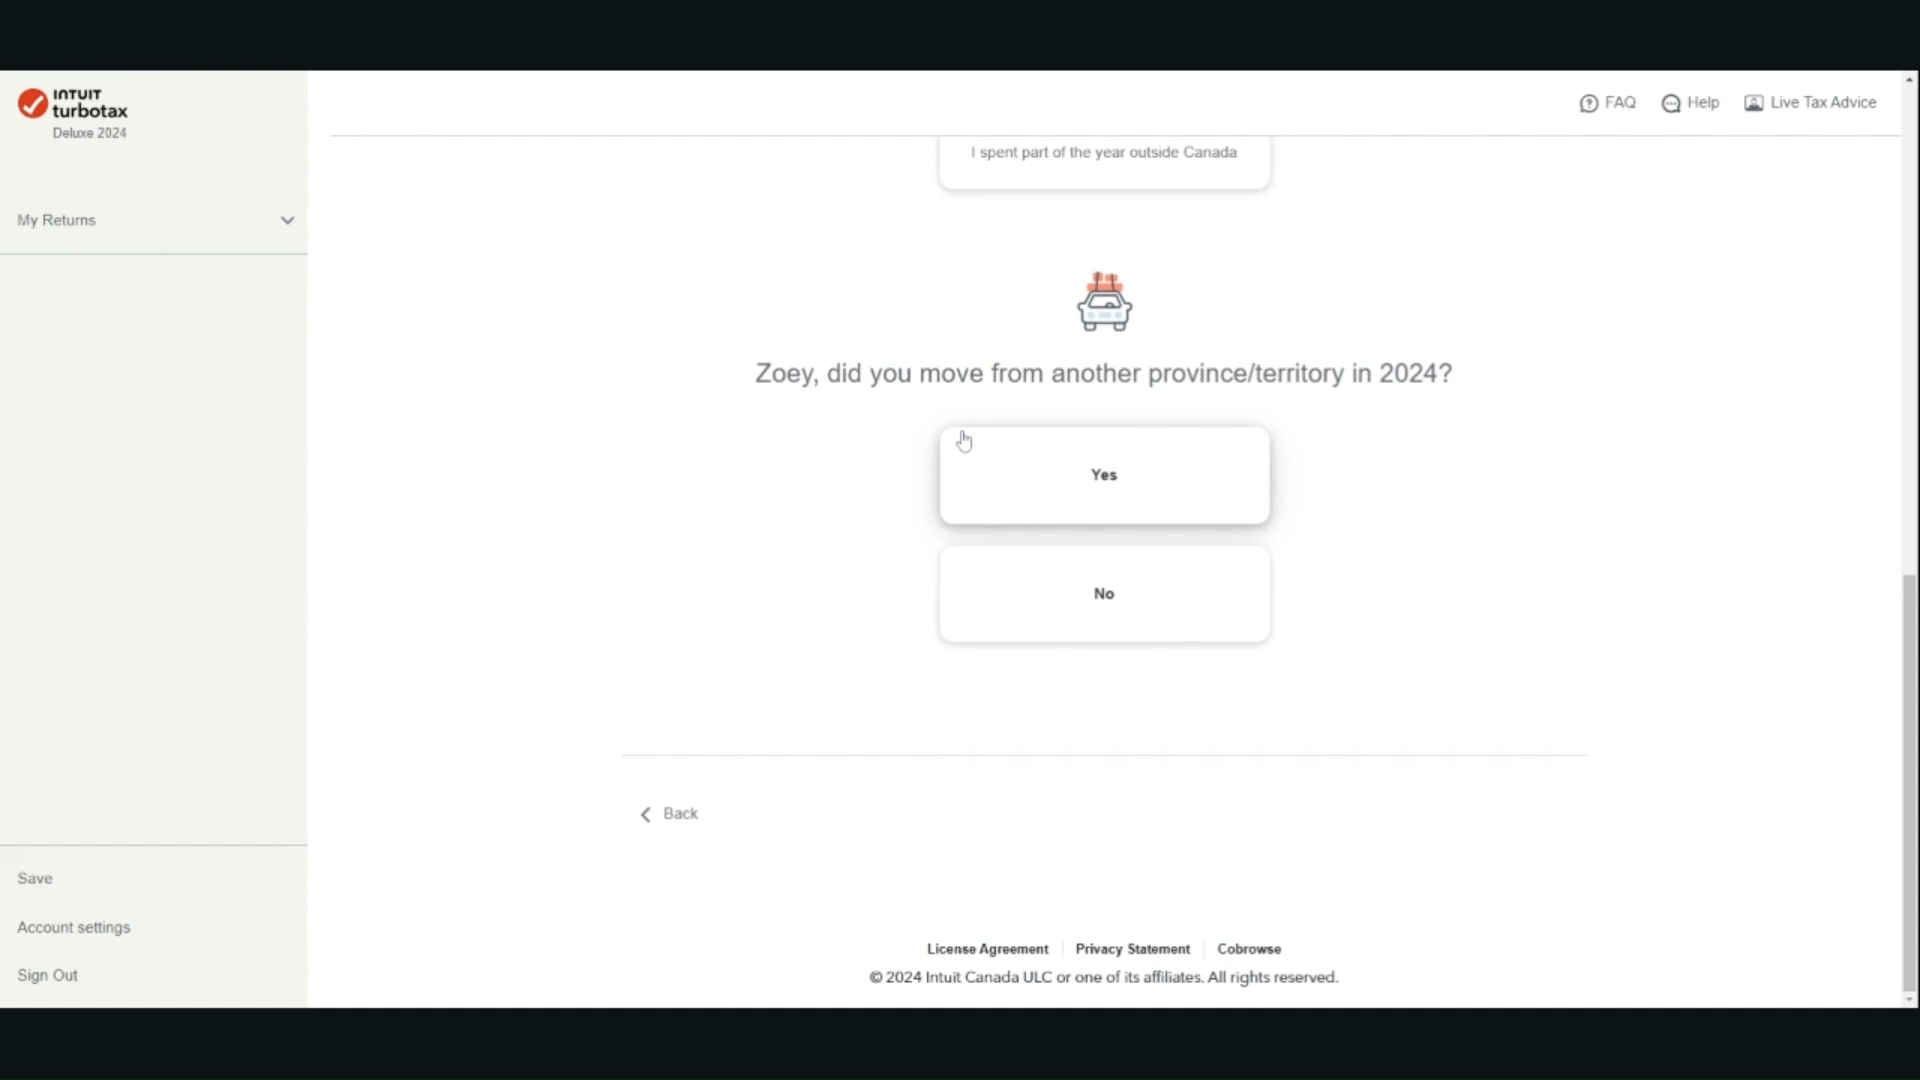 INTUIT
turbotax
Deluxe 2024
FAQ
Help
Live Tax Advice
My Returns
I spent part of the year outside Canada
Zoey, did you move from another province/territory in 2024?
Yes
No
Back
Save
Account settings
Sign Out
License Agreement
Privacy Statement
Cobrowse
© 2024 Intuit Canada ULC or one of its affiliates. All rights reserved.